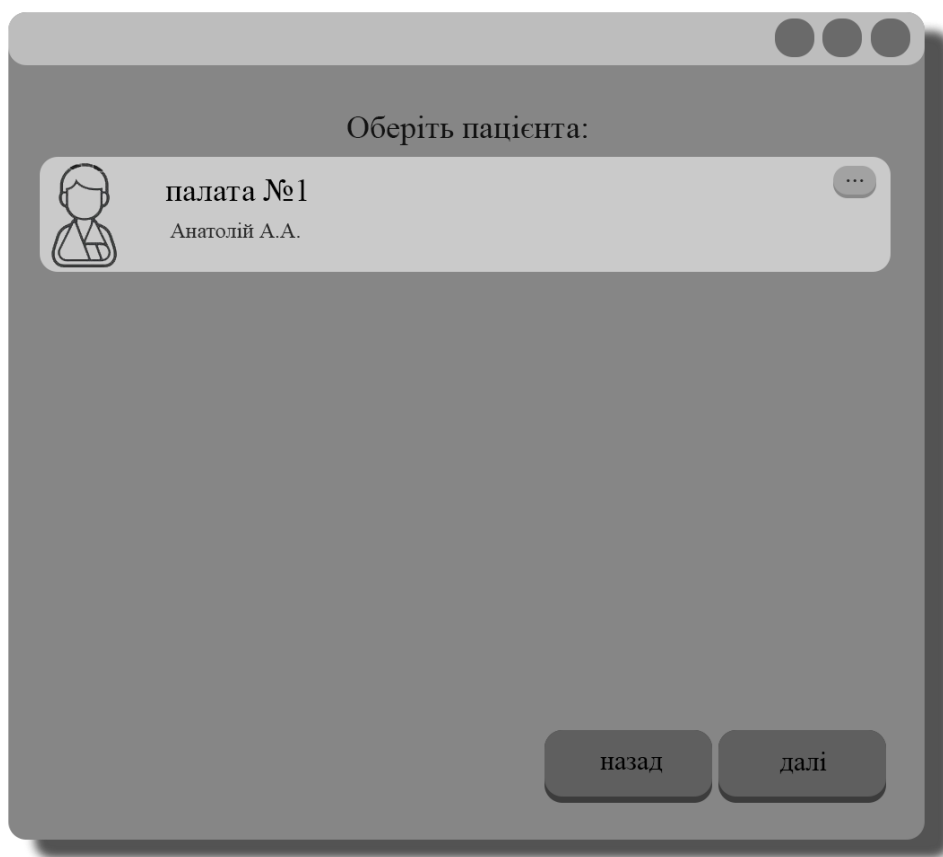 Оберіть пацієнта:
палата №1
...
Анатолій А.А.
назад
далі